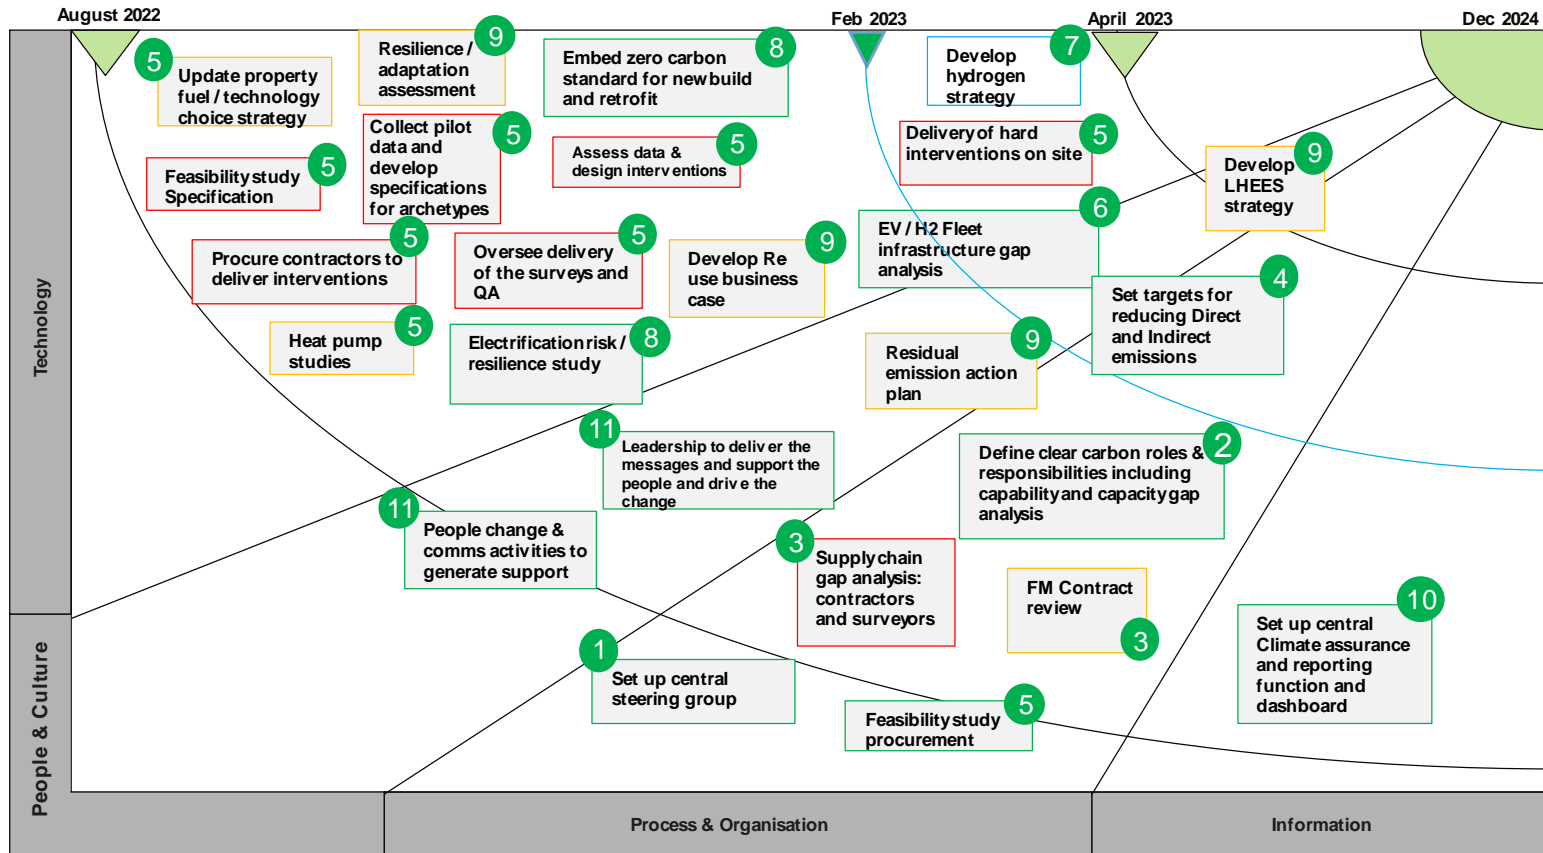 August 2022
Feb 2023
April 2023
Dec 2024
Technology
People & Culture
Process & Organisation
Information
5
Update property
fuel / technology
choice strategy
9
Resilience /
adaptation
assessment
8
Embed zero carbon
standard for new build
and retrofit
7
Develop
hydrogen
strategy
5
Feasibility study
Specification
5
Collect pilot
data and
develop
specifications
for archetypes
5
Assess data &
design interventions
5
Delivery of hard
interventions on site
9
Develop
LHEES
strategy
5
Procure contractors to
deliver interventions
5
Oversee delivery
of the surveys and
QA
9
Develop Re
use business
case
6
EV / H2 Fleet
infrastructure gap
analysis
4
Set targets for
reducing Direct
and Indirect
emissions
5
Heat pump
studies
8
Electrification risk /
resilience study
9
Residual
emission action
plan
11
Leadership to deliver the
messages and support the
people and drive the
change
2
Define clear carbon roles &
responsibilities including
capability and capacity gap
analysis
11
People change &
comms activities to
generate support
3
Supply chain
gap analysis:
contractors
and surveyors
FM Contract
review
3
10
Set up central
Climate assurance
and reporting
function and
dashboard
1
Set up central
steering group
5
Feasibility study
procurement